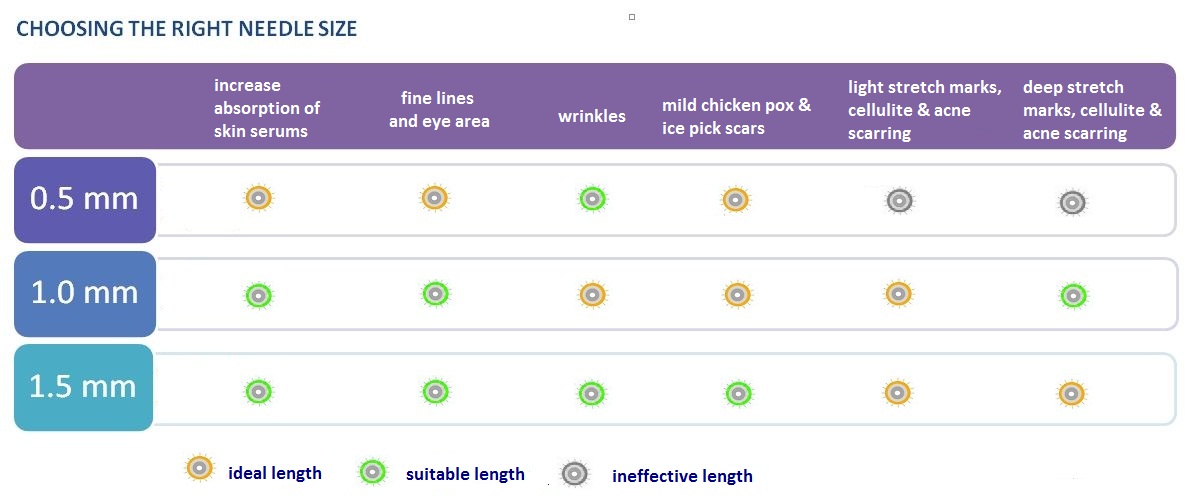 CHOOSING THE RIGHT NEEDLE SIZE
increase
absorption of
skin serums
fine lines
and eye area
wrinkles
mild chicken pox &
ice pick scars
light stretch marks,
cellulite & acne
scarring
deep stretch
marks, cellulite &
acne scarring
0.5 mm
1.0 mm
1.5 mm
ideal length
suitable length
ineffective length